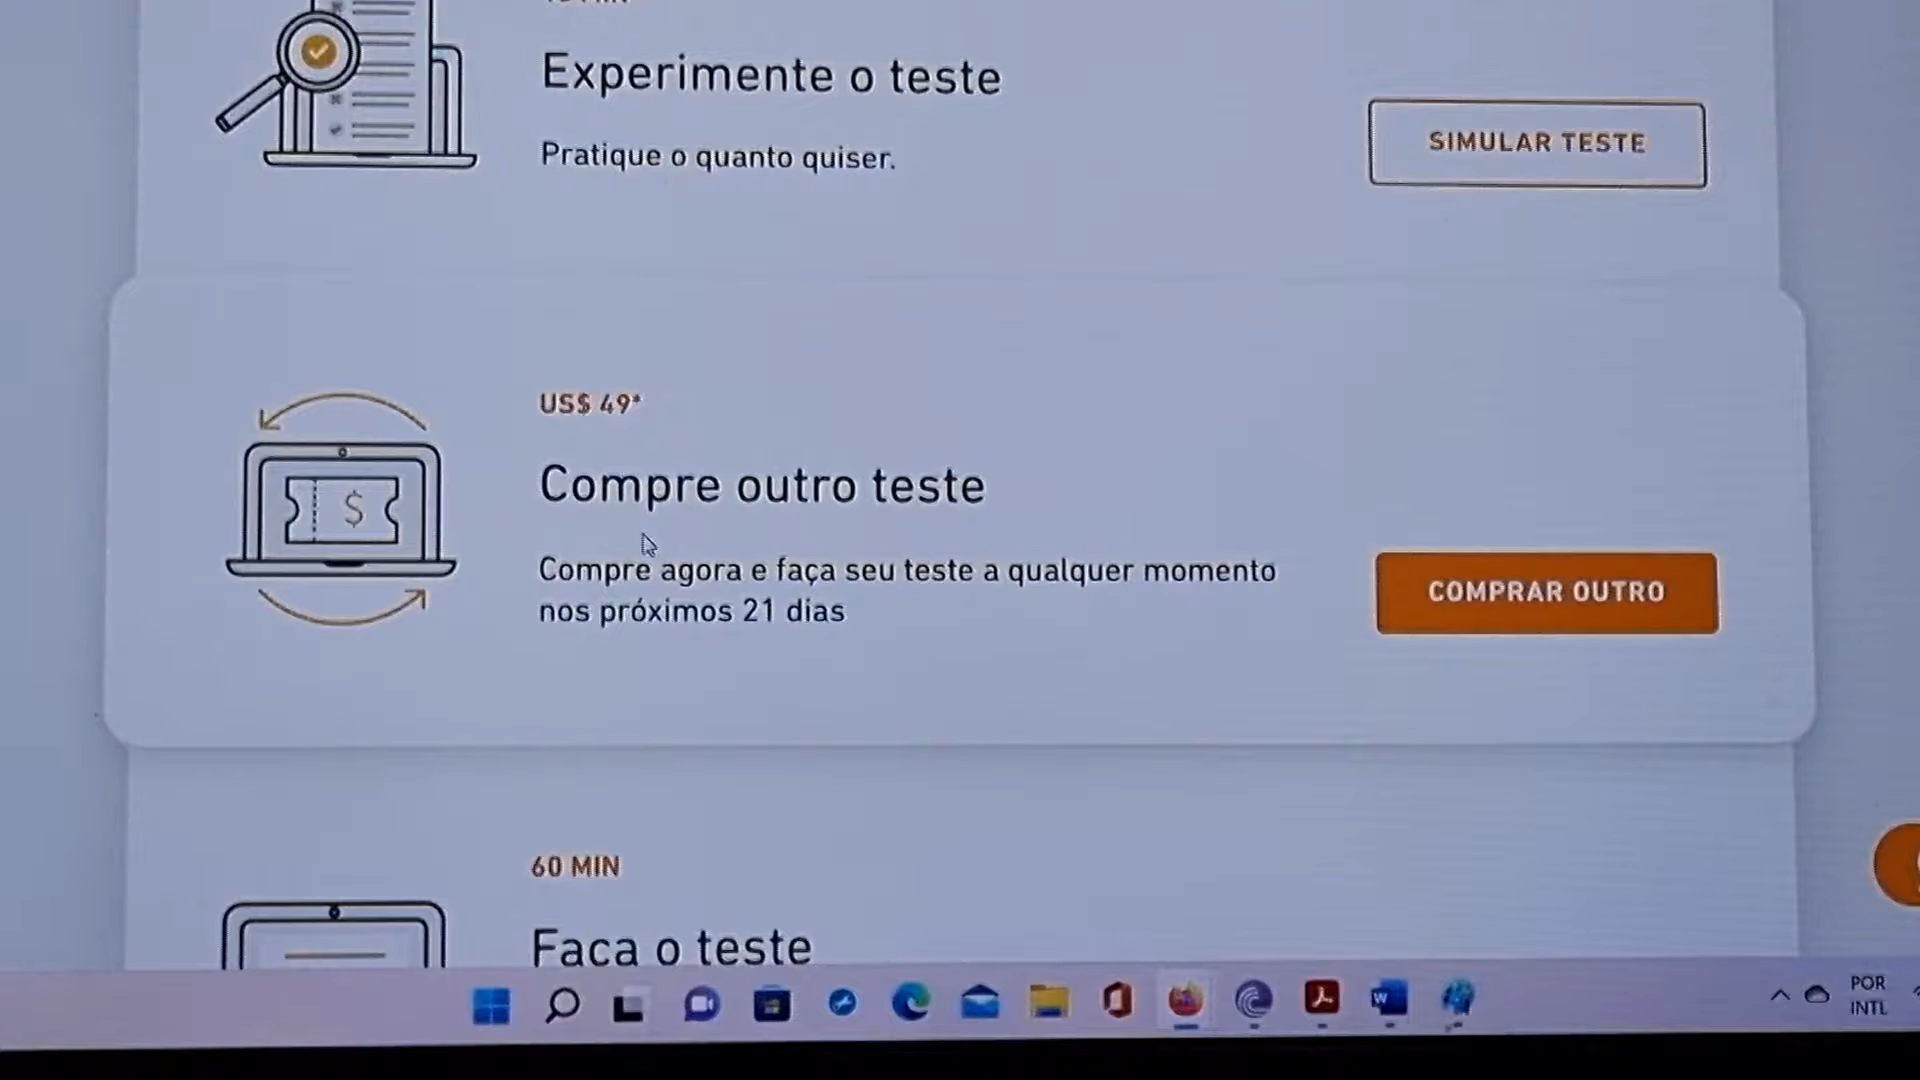 Experimente o teste
Pratique o quanto quiser.
SIMULAR TESTE
US$ 49*
Compre outro teste
Compre agora e faça seu teste a qualquer momento
nos próximos 21 dias
COMPRAR OUTRO
$
60 MIN
Faça o teste
POR
INTL